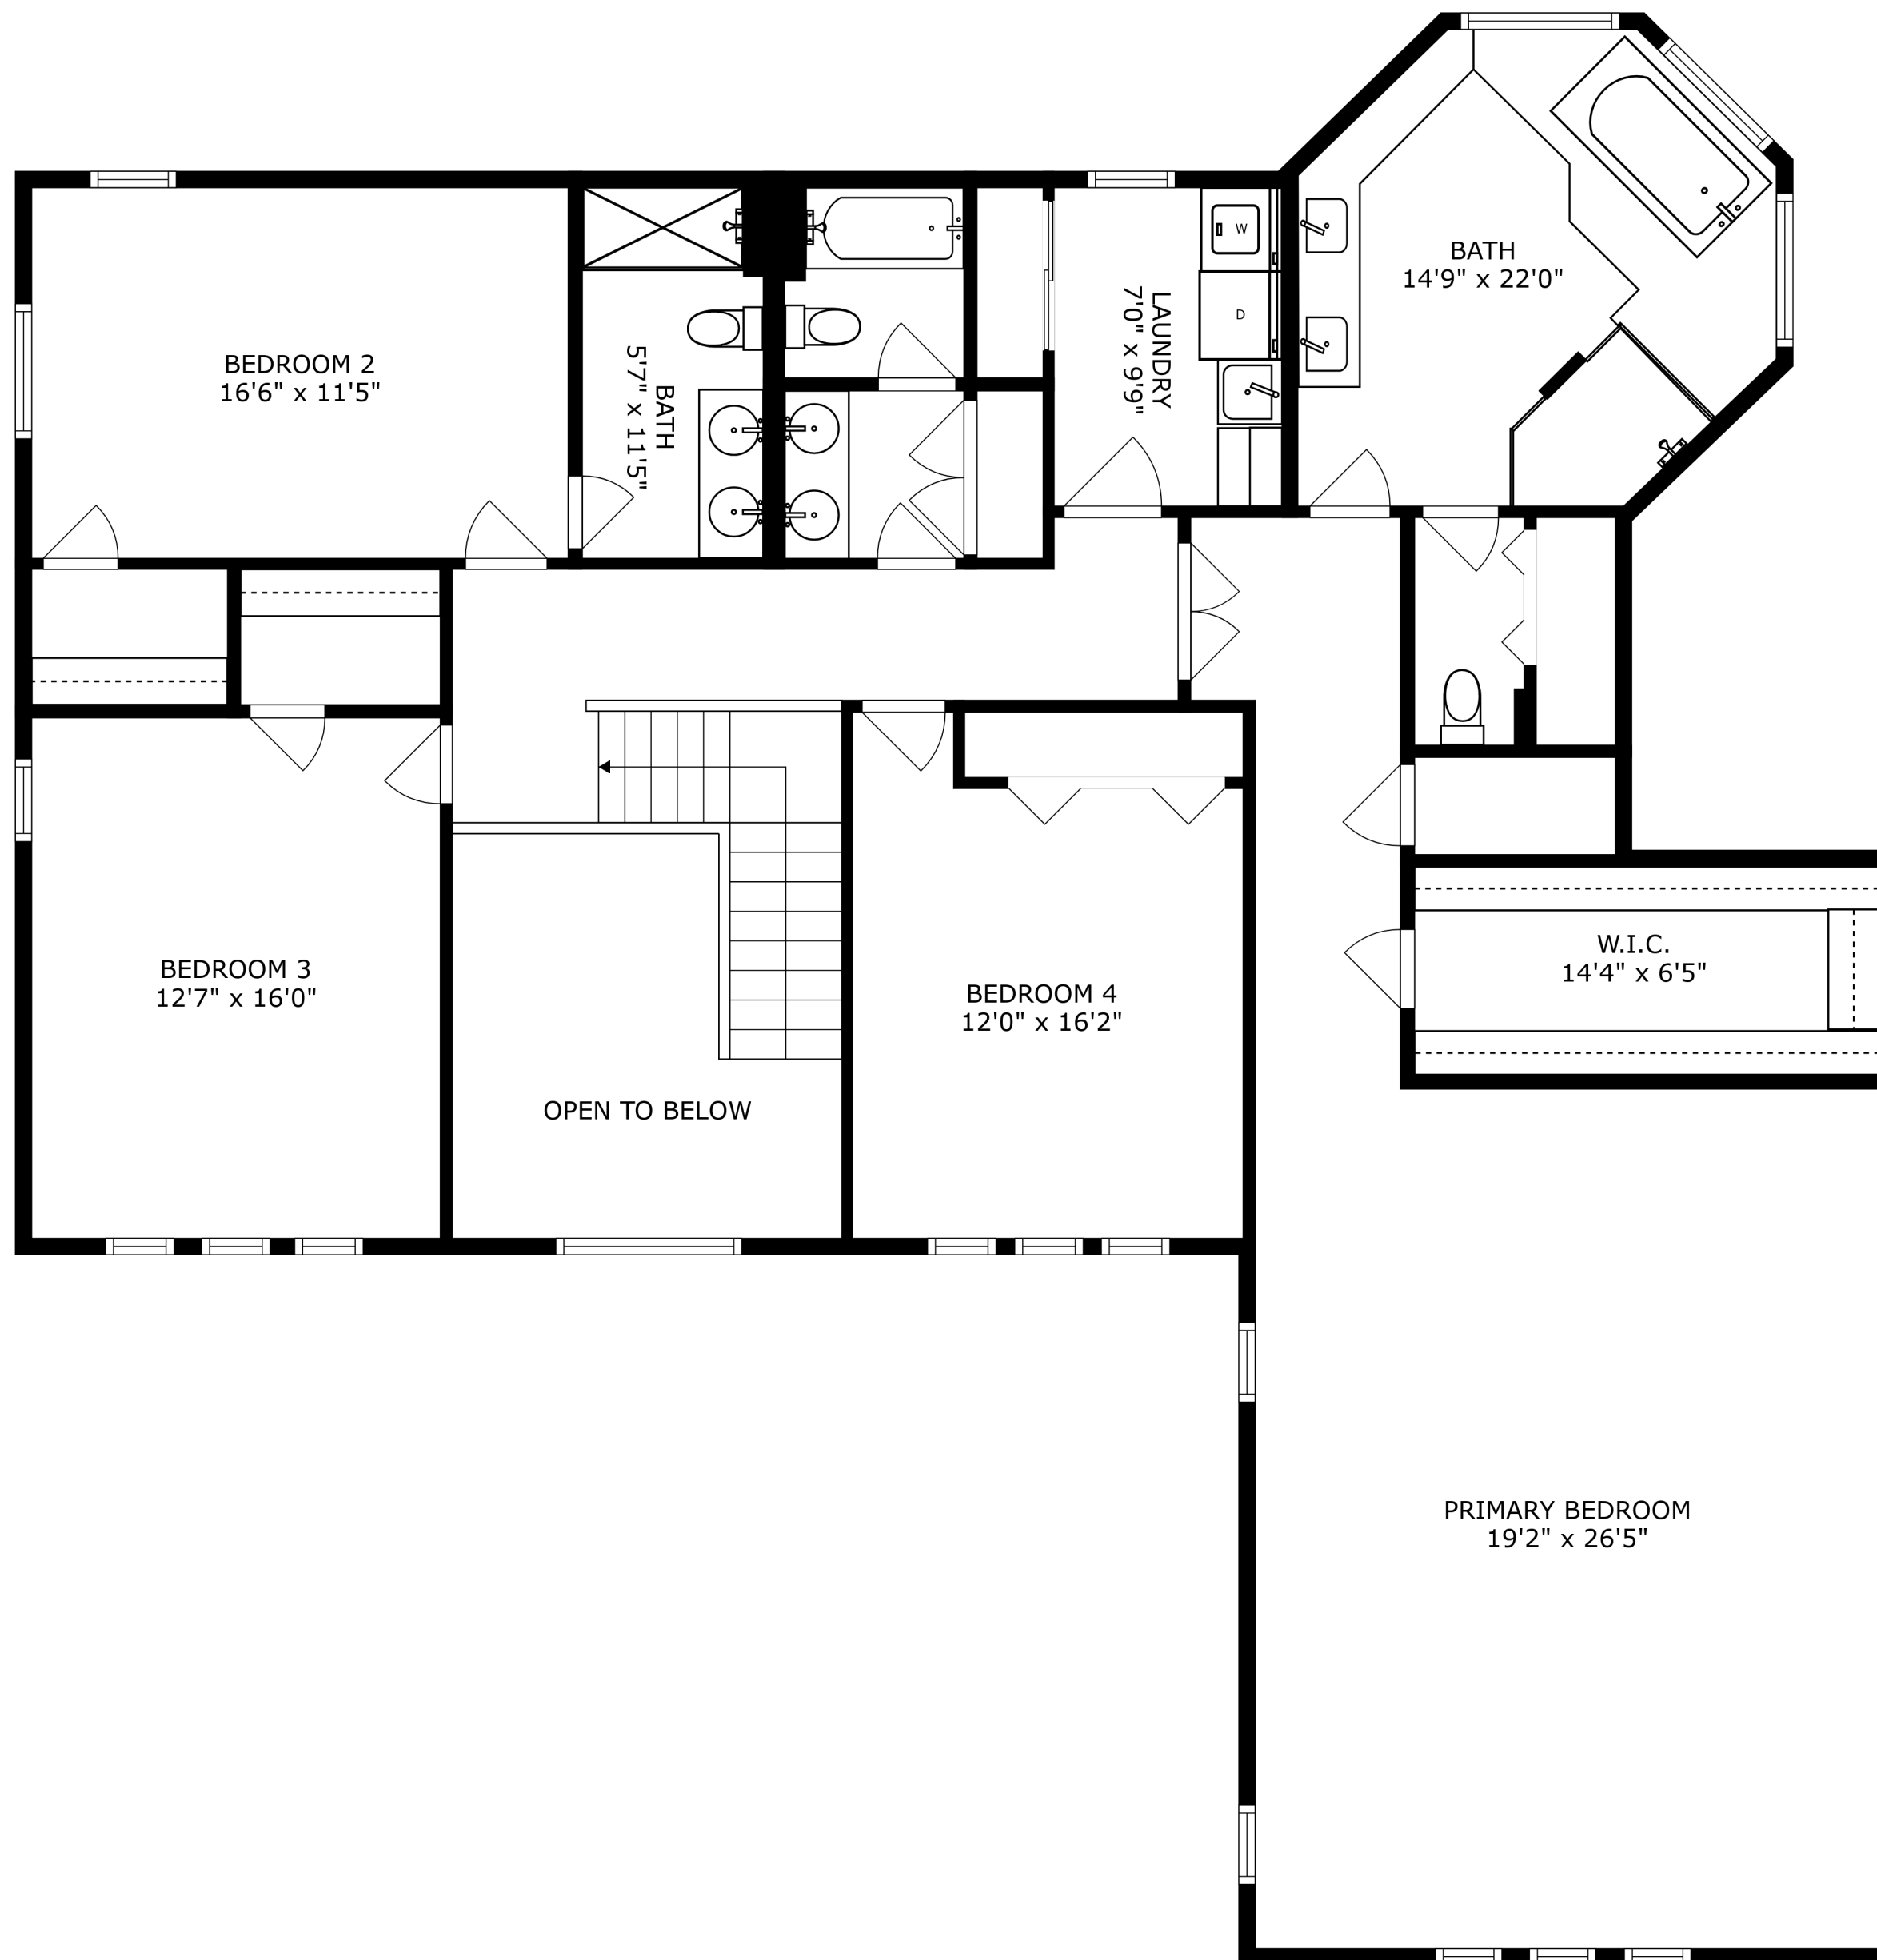 BATH
14'9" x 22'0"
W
D
LAUNDRY
7'0" x 9'9"
BEDROOM 2
16'6" x 11'5"
BATH
5'7" x 11'5"
W.I.C.
14'4" x 6'5"
BEDROOM 3
12'7" x 16'0"
BEDROOM 4
12'0" x 16'2"
OPEN TO BELOW
PRIMARY BEDROOM
19'2" x 26'5"